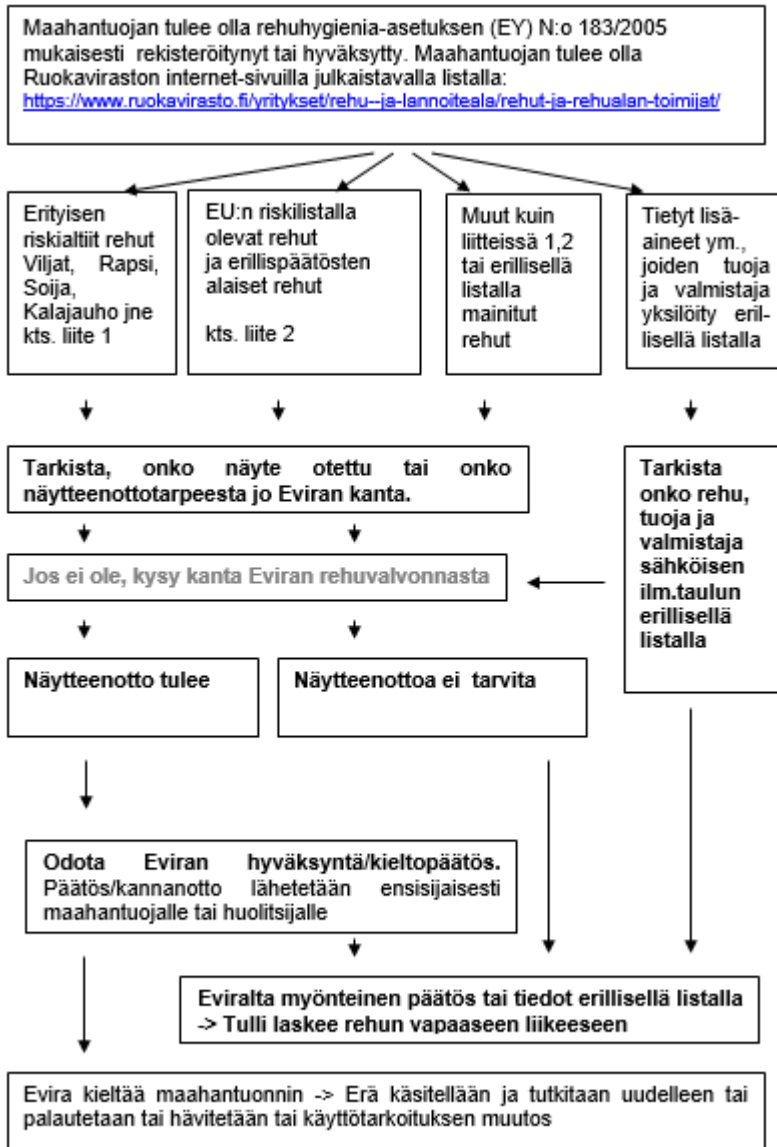 Maahantuojan tulee olla rehuhygienia-asetuksen (EY) N:o 183/2005
mukaisesti rekisteröitynyt tai hyväksytty. Maahantuojan tulee olla
Ruokaviraston internet-sivuilla julkaistavalla listalla:
https://www.ruokavirasto.fi/yritykset/rehu--ja-lannoiteala/rehut-ja-rehualan-toimijat/
Erityisen
riskialtiit rehut
Viljat, Rapsi,
Soija,
Kalajauho jne
kts. liite 1
EU:n riskilistalla
olevat rehut
ja erillispäätösten
alaiset rehut
kts. liite 2
Muut kuin
liitteissä 1,2
tai erillisellä
listalla
mainitut
rehut
Tietyt lisä-
aineet ym.,
joiden tuoja
ja valmistaja
yksilöity eril-
lisellä listalla
Tarkista, onko näyte otettu tai onko
näytteenottotarpeesta jo Eviran kanta.
Tarkista
onko rehu,
tuoja ja
valmistaja
sähköisen
ilm.taulun
erillisellä
listalla
Jos ei ole, kysy kanta Eviran rehuvalvonnasta
Näytteenotto tulee
Näytteenottoa ei tarvita
Odota Eviran hyväksyntä/kieltopäätös.
Päätös/kannanotto lähetetään ensisijaisesti
maahantuojalle tai huolitsijalle
Eviralta myönteinen päätös tai tiedot erillisellä listalla
-> Tulli laskee rehun vapaaseen liikeeseen
Evira kieltää maahantuonnin -> Erä käsitellään ja tutkitaan uudelleen tai
palautetaan tai hävitetään tai käyttötarkoituksen muutos